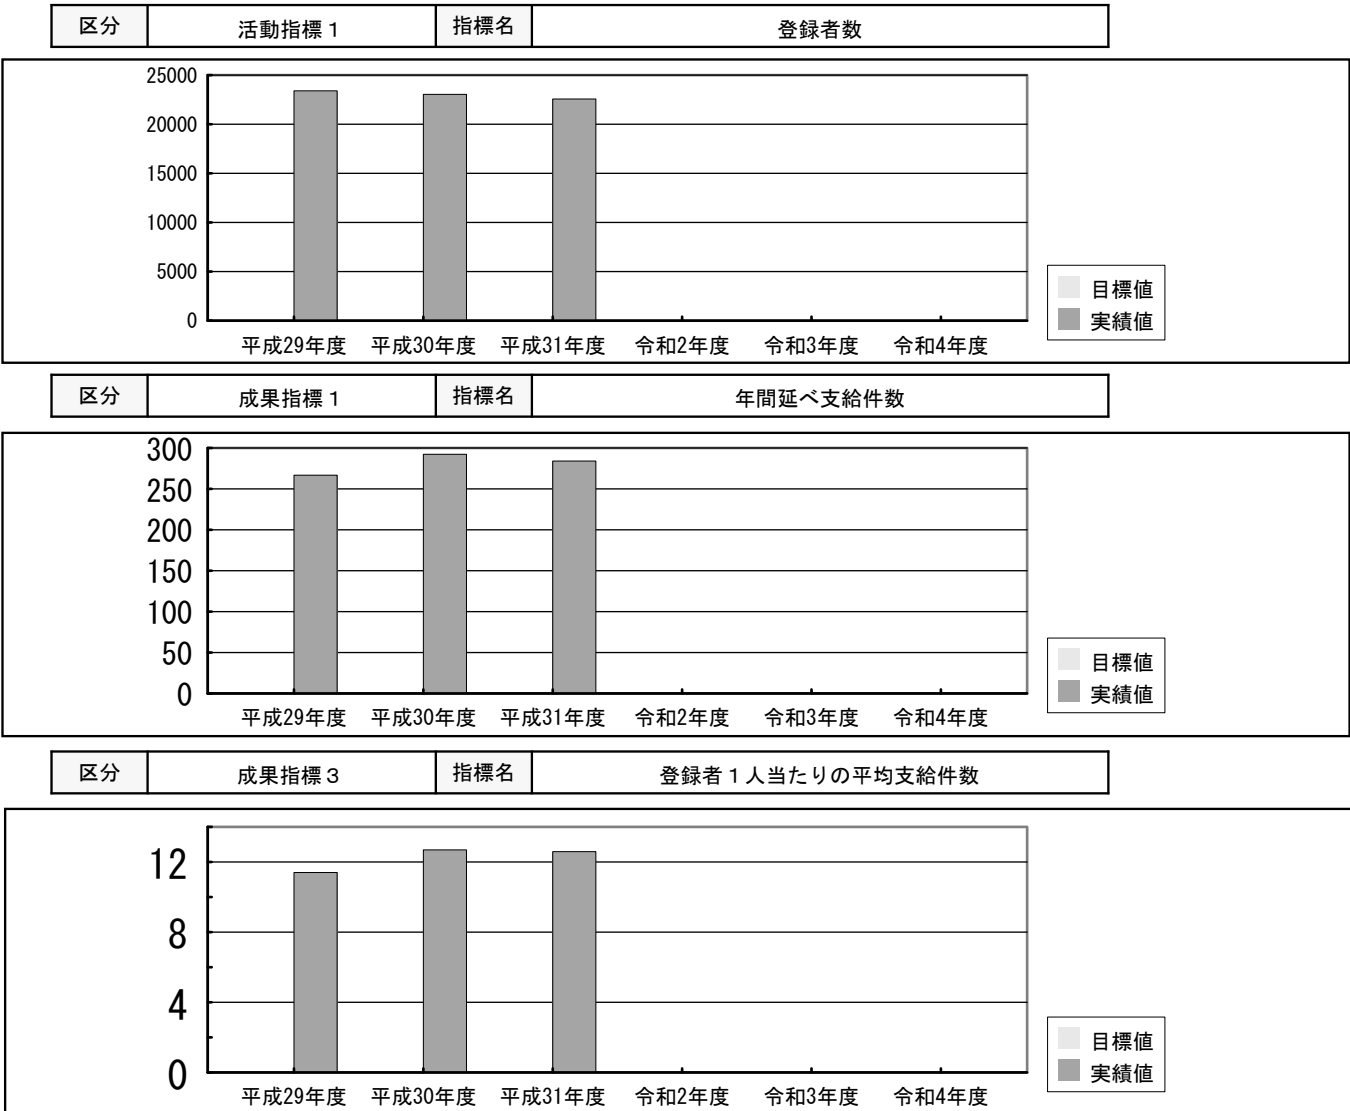 区分 活動指標１ 指標名 登録者数
25000
20000
15000
10000
5000
0
平成29年度 平成30年度 平成31年度 令和2年度 令和3年度 令和4年度
目標値
実績値
区分 成果指標１ 指標名 年間延べ支給件数
300
250
200
150
100
50
0
平成29年度 平成30年度 平成31年度 令和2年度 令和3年度 令和4年度
目標値
実績値
区分 成果指標３ 指標名 登録者１人当たりの平均支給件数
12
8
4
0
平成29年度 平成30年度 平成31年度 令和2年度 令和3年度 令和4年度
目標値
実績値